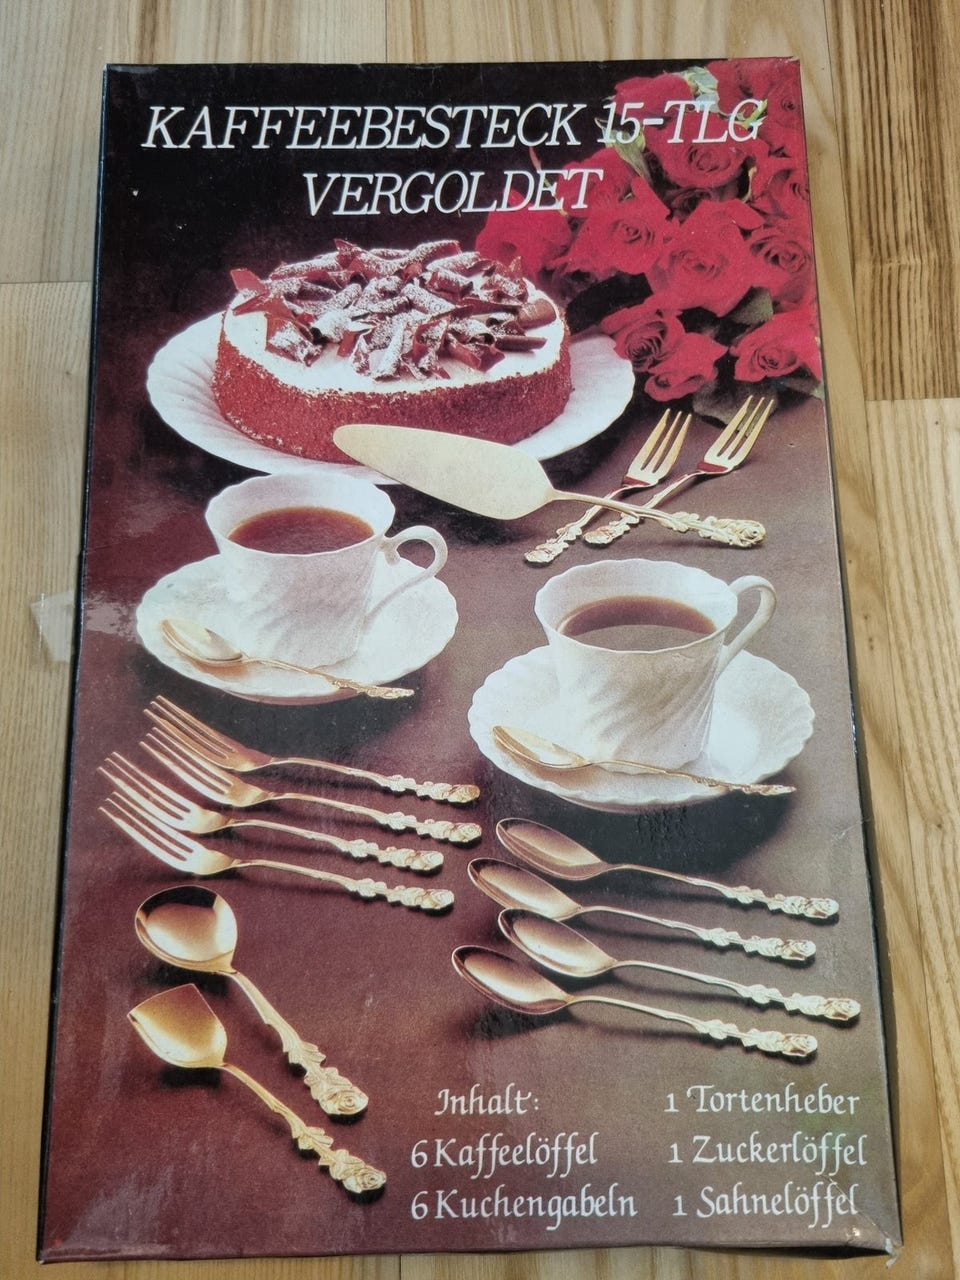 KAFFEEBESTECK 15-TLG
VERGOLDET
Inhalt:
6 Kaffeelöffel
6 Kuchengabeln
1 Tortenheber
1 Zuckerlöffel
1 Sahnelöffel